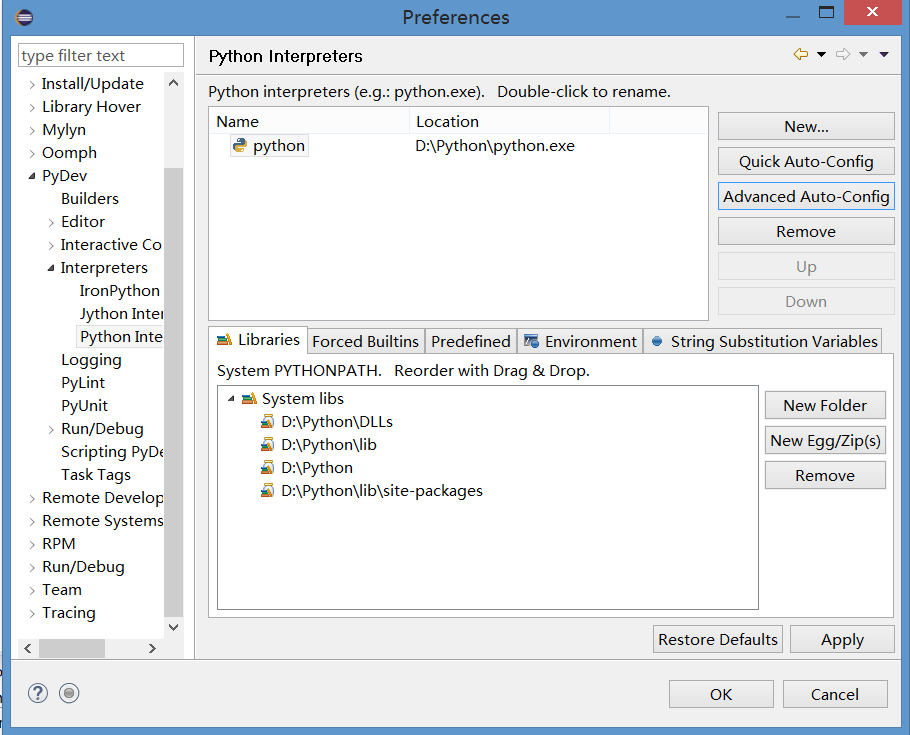 Preferences
type filter text
Install/Update
Library Hover
Mylyn
Oomph
PyDev
Builders
Editor
Interactive Co
Interpreters
IronPython
Jython Inter
Python Inte
Logging
PyLint
PyUnit
Run/Debug
Scripting PyDe
Task Tags
Remote Develop
Remote Systems
RPM
Run/Debug
Team
Tracing
Python Interpreters
Python interpreters (e.g.: python.exe).   Double-click to rename.
Name Location
python D:\Python\python.exe
New...
Quick Auto-Config
Advanced Auto-Config
Remove
Up
Down
Libraries Forced Builtins Predefined Environment String Substitution Variables
System PYTHONPATH.   Reorder with Drag & Drop.
System libs
D:\Python\DLLs
D:\Python\lib
D:\Python
D:\Python\lib\site-packages
New Folder
New Egg/Zip(s)
Remove
Restore Defaults Apply
OK Cancel